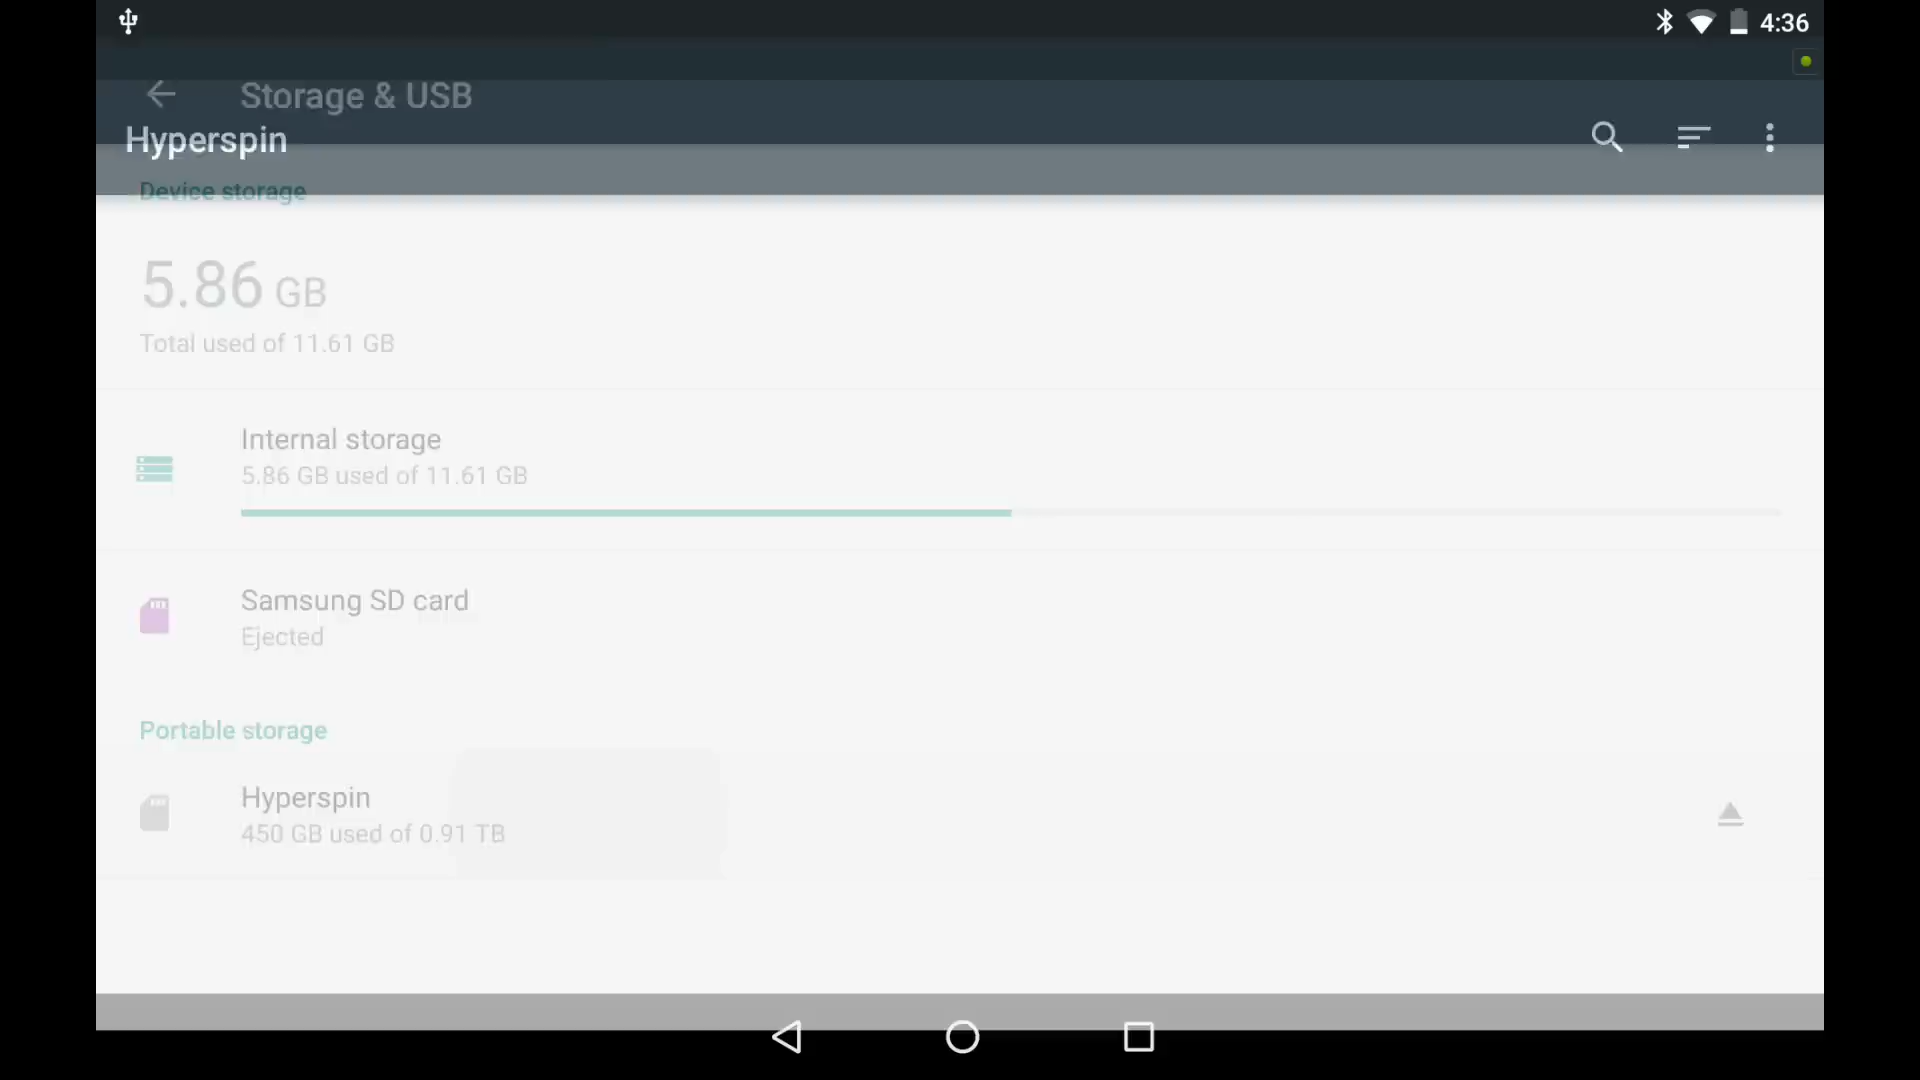 4:36
Storage & USB
Hyperspin
Device storage
5.86 GB
Total used of 11.61 GB
Internal storage
5.86 GB used of 11.61 GB
Samsung SD card
Ejected
Portable storage
Hyperspin
450 GB used of 0.91 TB